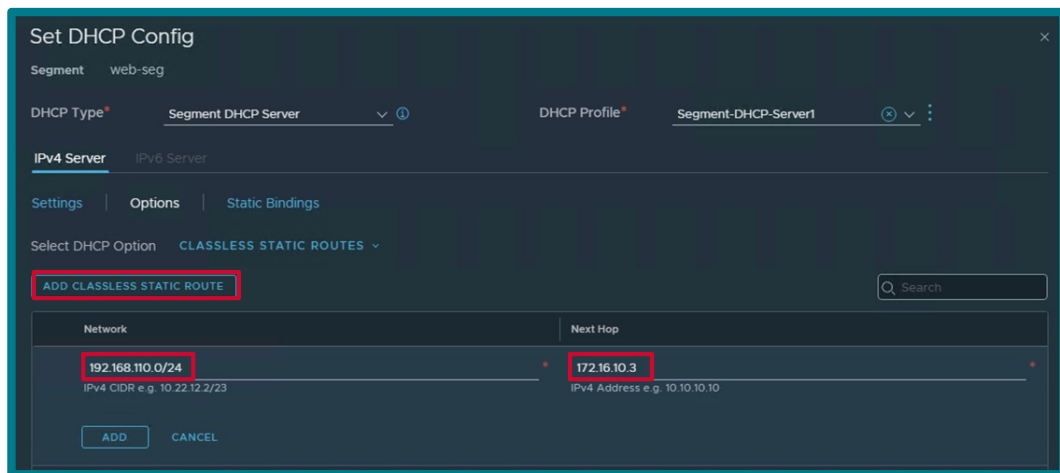 Set DHCP Config
Segment web-seg
DHCP Type* Segment DHCP Server DHCP Profile* Segment-DHCP-Server1
IPv4 Server IPv6 Server
Settings Options Static Bindings
Select DHCP Option CLASSLESS STATIC ROUTES
ADD CLASSLESS STATIC ROUTE Search
Network Next Hop
192.168.110.0/24 * 172.16.10.3 *
IPv4 CIDR e.g. 10.22.12.2/23 IPv4 Address e.g. 10.10.10.10
ADD CANCEL